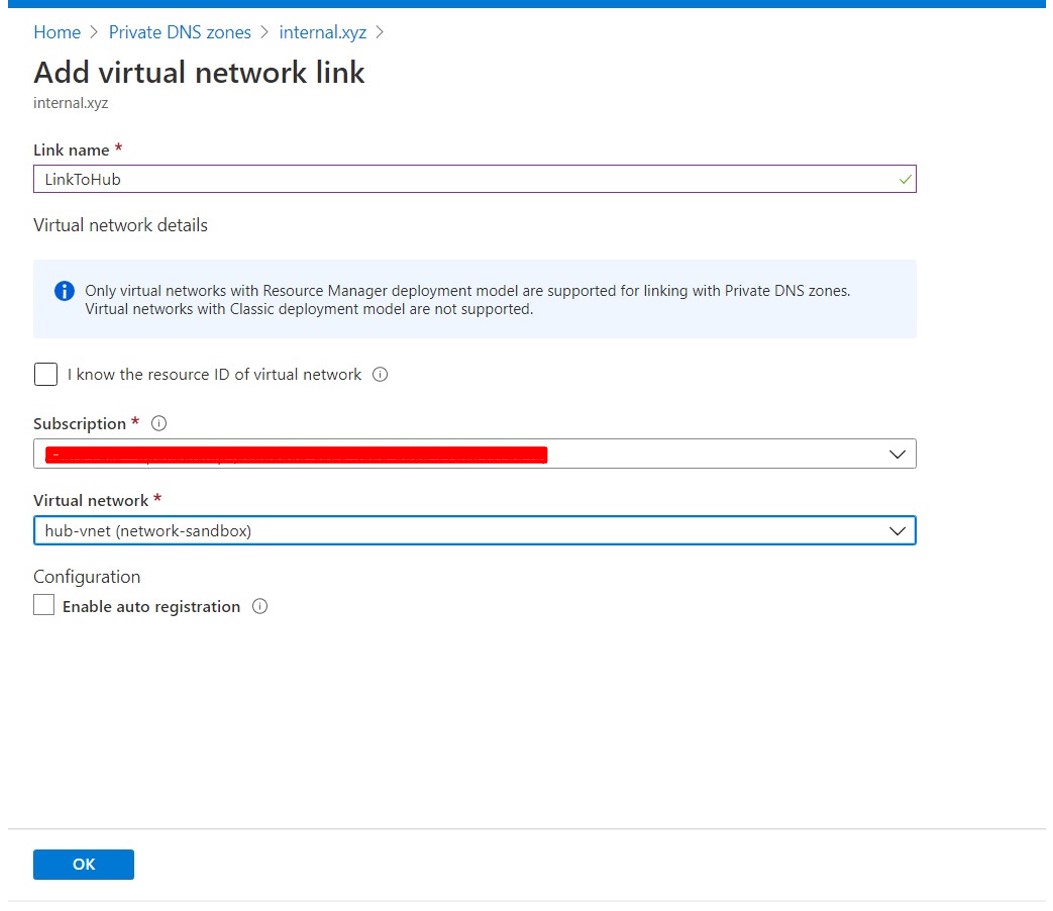 Home > Private DNS zones > internal.xyz >
Add virtual network link
internal.xyz
Link name *
LinkToHub
Virtual network details
Only virtual networks with Resource Manager deployment model are supported for linking with Private DNS zones.
Virtual networks with Classic deployment model are not supported.
I know the resource ID of virtual network
Subscription *
Virtual network *
hub-vnet (network-sandbox)
Configuration
Enable auto registration
OK